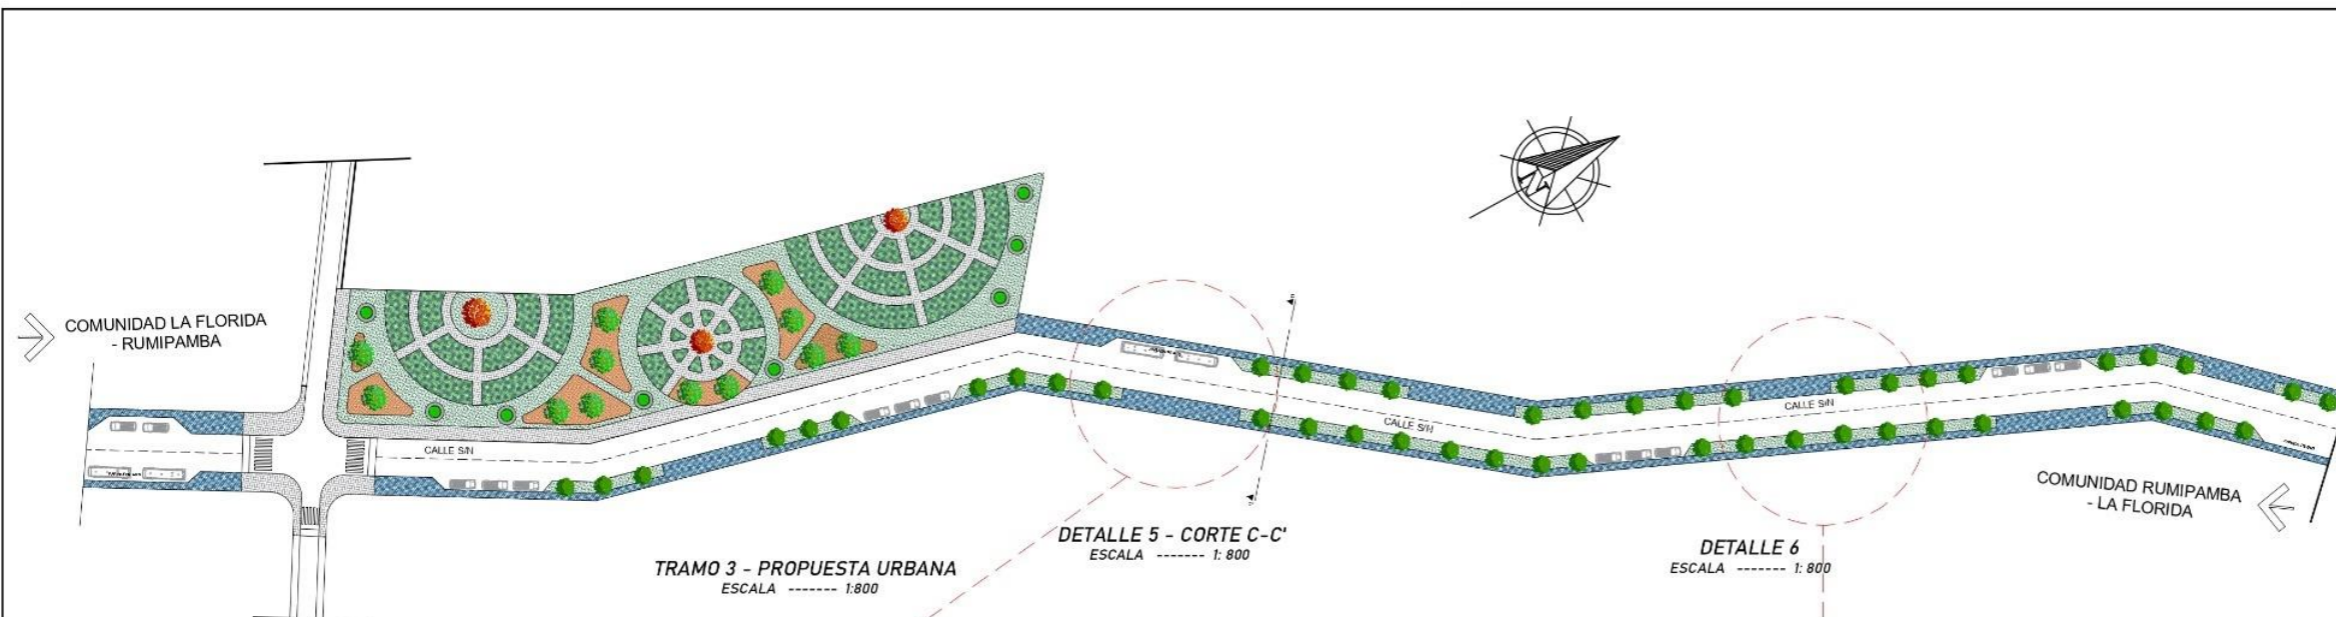 COMUNIDAD LA FLORIDA
- RUMIPAMBA
CALLE S/N
CALLE S/N
CALLE S/N
N
COMUNIDAD RUMIPAMBA
- LA FLORIDA
DETALLE 5 - CORTE C-C'
ESCALA ------- 1: 800
DETALLE 6
ESCALA ------- 1: 800
TRAMO 3 - PROPUESTA URBANA
ESCALA ------- 1:800